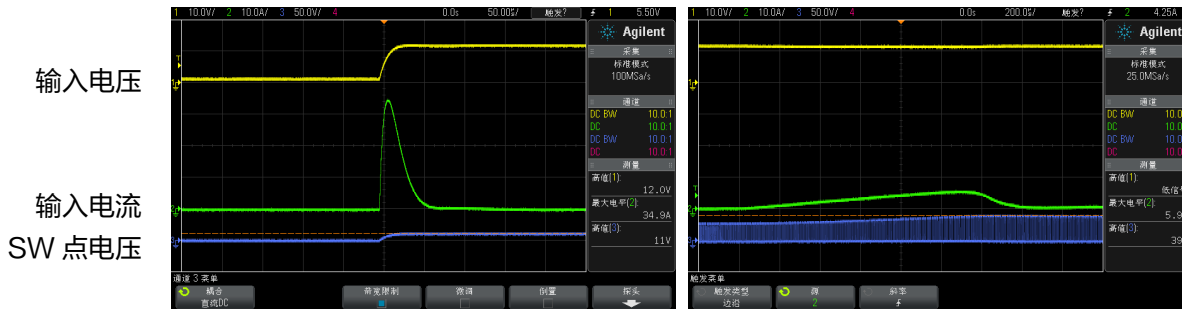 输入电压
输入电流
SW 点电压
1 10.0V/ 2 10.0A/ 3 50.0V/ 4 0.0s 50.00°/ 触发? 1 5.50V
Agilent
采集
标准模式
100MSa/s
通道
DC BW 10.0:1
DC 10.0:1
DC BW 10.0:1
DC 10.0:1
测量
高值(1):
12.0V
最大电平(2):
34.9A
高值(3):
11V
通道 3 菜单
耦合
直流DC
带宽限制
微调
倒置
探头
1 10.0V/ 2 10.0A/ 3 50.0V/ 4 0.0s 200.0°/ 触发? 2 4.25A
Agilent
采集
标准模式
25.0MSa/s
通道
DC BW 10.0
DC 10.0
DC BW 10.0
DC 10.0
测量
高值(1):
低信号
最大电平(2):
5.9
高值(3):
39
触发菜单
触发类型
边沿
源
2
斜率